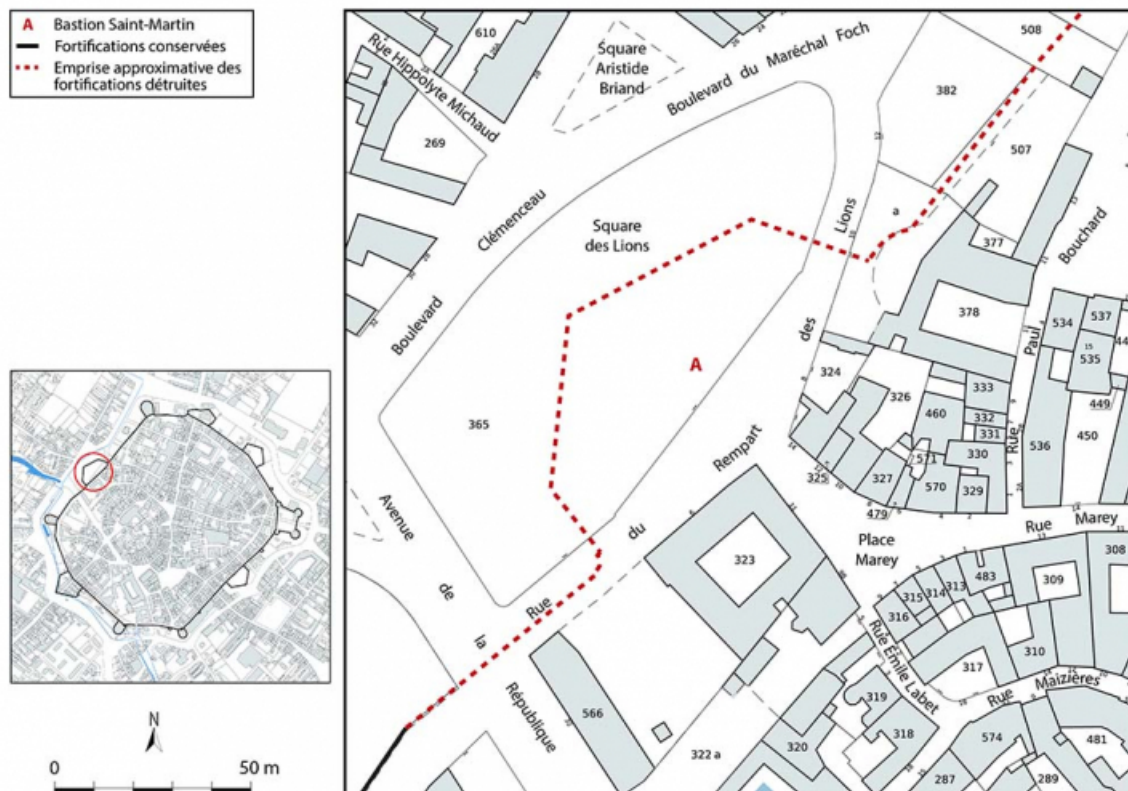 A Bastion Saint-Martin
Fortifications conservées
Emprise approximative des
fortifications détruites
N
0 50 m
610
Rue Hippolyte Michaud
269
Square
Aristide
Briand
Boulevard du Maréchal Foch
508
382
507
Clémenceau
Boulevard
Square
des Lions
Lions
des
a
377
Bouchard
Paul
Rue
378
534
537
15
535
449
536
450
365
A
324
326
333
460
332
331
571
330
325
327
570
329
479
Rempart
du
Rue
Place
Marey
Rue Marey
308
Avenue
de
la
République
323
315
314
313
483
309
316
310
317
Rue Emile Labet
Rue Maizières
319
318
566
322 a
320
574
481
287
289